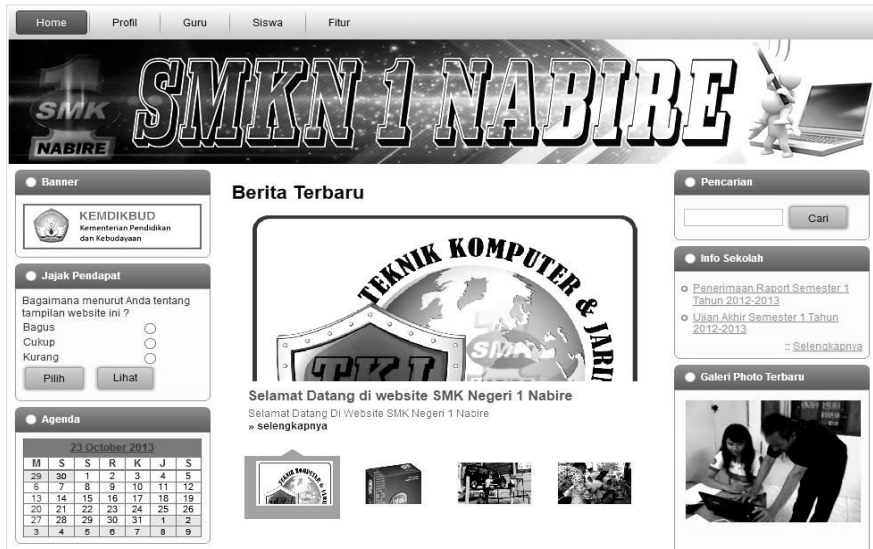 Home Profil Guru Siswa Fitur
SMK
1
NABIRE
SMKN 1 NABIRE
Banner
KEMDIKBUD
Kementerian Pendidikan
dan Kebudayaan
Jajak Pendapat
Bagaimana menurut Anda tentang
tampilan website ini ?
Bagus
Cukup
Kurang
Pilih Lihat
Agenda
23 October 2013
M S S R K J S
29 30 1 2 3 4 5
6 7 8 9 10 11 12
13 14 15 16 17 18 19
20 21 22 23 24 25 26
27 28 29 30 31 1 2
3 4 5 6 7 8 9
Berita Terbaru
TEKNIK KOMPUTER & JARI
TKJ
SMK
Selamat Datang di website SMK Negeri 1 Nabire
Selamat Datang Di Website SMK Negeri 1 Nabire
» selengkapnya
Pencarian
Cari
Info Sekolah
Penerimaan Raport Semester 1
Tahun 2012-2013
Ujian Akhir Semester 1 Tahun
2012-2013
:: Selengkapnya
Galeri Photo Terbaru